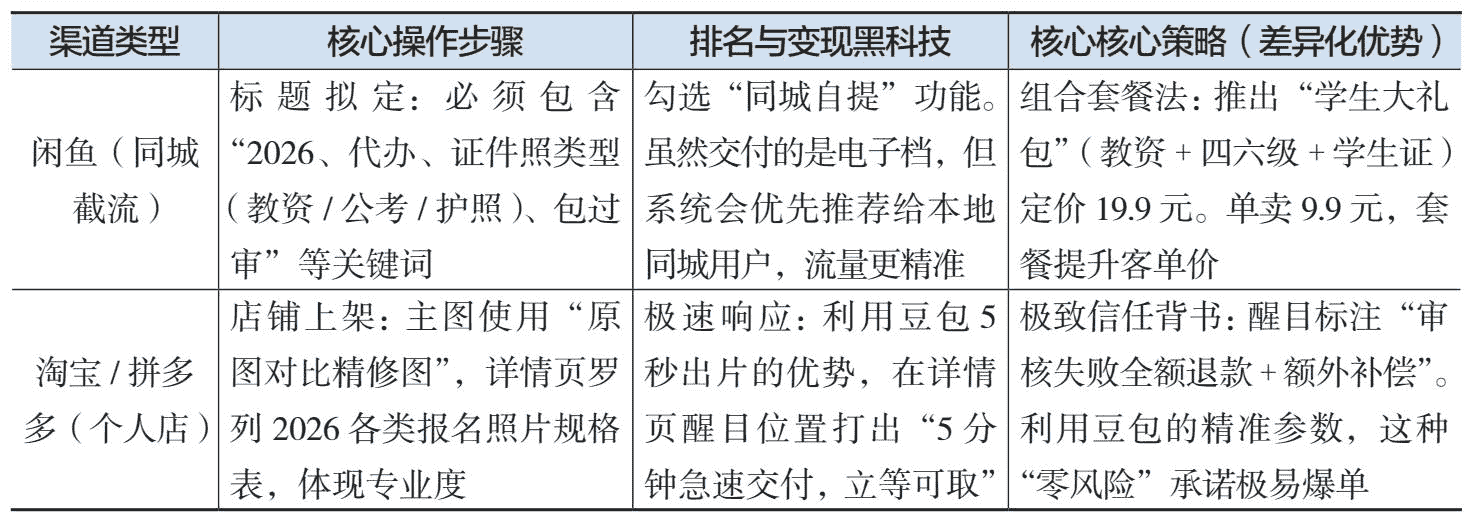 渠道类型 核心操作步骤 排名与变现黑科技 核心核心策略（差异化优势）
闲鱼（同城
截流）
标题拟定：必须包含
“2026、代办、证件照类型
（教资 / 公考 / 护照）、包过
审”等关键词
勾选“同城自提”功能。
虽然交付的是电子档，但
系统会优先推荐给本地
同城用户，流量更精准
组合套餐法：推出“学生大礼
包”（教资 + 四六级 + 学生证）
定价 19.9 元。单卖 9.9 元，套
餐提升客单价
淘宝 / 拼多
多（个人店）
店铺上架：主图使用“原
图对比精修图”，详情页罗
列 2026 各类报名照片规格
表，体现专业度
极速响应：利用豆包 5
秒出片的优势，在详情
页醒目位置打出“5 分
钟急速交付，立等可取”
极致信任背书：醒目标注“审
核失败全额退款 + 额外补偿”。
利用豆包的精准参数，这种
“零风险”承诺极易爆单